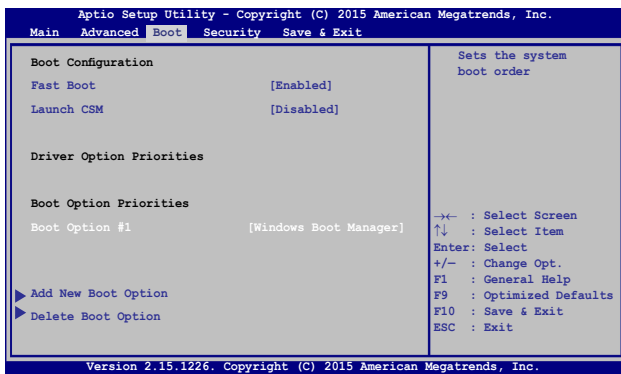 Aptio Setup Utility - Copyright (C) 2015 American Megatrends, Inc.
Main Advanced Boot Security Save & Exit
Boot Configuration
Fast Boot [Enabled]
Launch CSM [Disabled]
Driver Option Priorities
Boot Option Priorities
Boot Option #1 [Windows Boot Manager]
Add New Boot Option
Delete Boot Option
Sets the system
boot order
→← : Select Screen
↑↓ : Select Item
Enter: Select
+/— : Change Opt.
F1 : General Help
F9 : Optimized Defaults
F10 : Save & Exit
ESC : Exit
Version 2.15.1226. Copyright (C) 2015 American Megatrends, Inc.